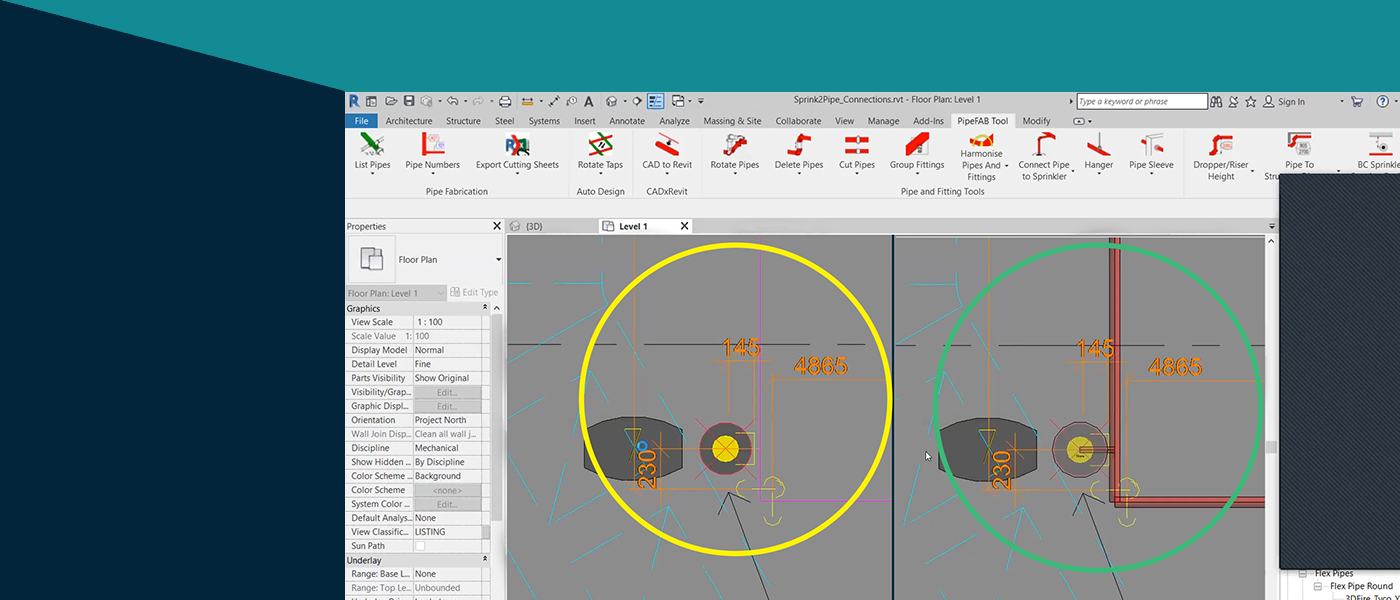 Sprink2Pipe_Connections.rvt - Floor Plan: Level 1
Type a keyword or phrase
Sign In
File Architecture Structure Steel Systems Insert Annotate Analyze Massing & Site Collaborate View Manage Add-Ins PipeFAB Tool Modify
List Pipes
Pipe Numbers
Export Cutting Sheets
Rotate Taps
CAD to Revit
Rotate Pipes
Delete Pipes
Cut Pipes
Group Fittings
Harmonise
Pipes And
Fittings
Connect Pipe
to Sprinkler
Hanger
Pipe Sleeve
Dropper/Riser
Height
Pipe To
BC Sprinkle
Pipe Fabrication
Auto Design
CADxRevit
Pipe and Fitting Tools
Properties
{3D}
Level 1
Floor Plan
Floor Plan: Level 1
Edit Type
Graphics
View Scale 1 : 100
Scale Value 1: 100
Display Model Normal
Detail Level Fine
Parts Visibility Show Original
Visibility/Grap... Edit...
Graphic Displ... Edit...
Orientation Project North
Wall Join Disp... Clean all wall j...
Discipline Mechanical
Show Hidden ... By Discipline
Color Scheme ... Background
Color Scheme <none>
System Color ... Edit...
Default Analys... None
View Classific... LISTING
Sun Path
Underlay
Range: Base L... None
Range: Top Le... Unbounded
145
4865
230°
145
4865
230
Flex Pipes
Flex Pipe Round